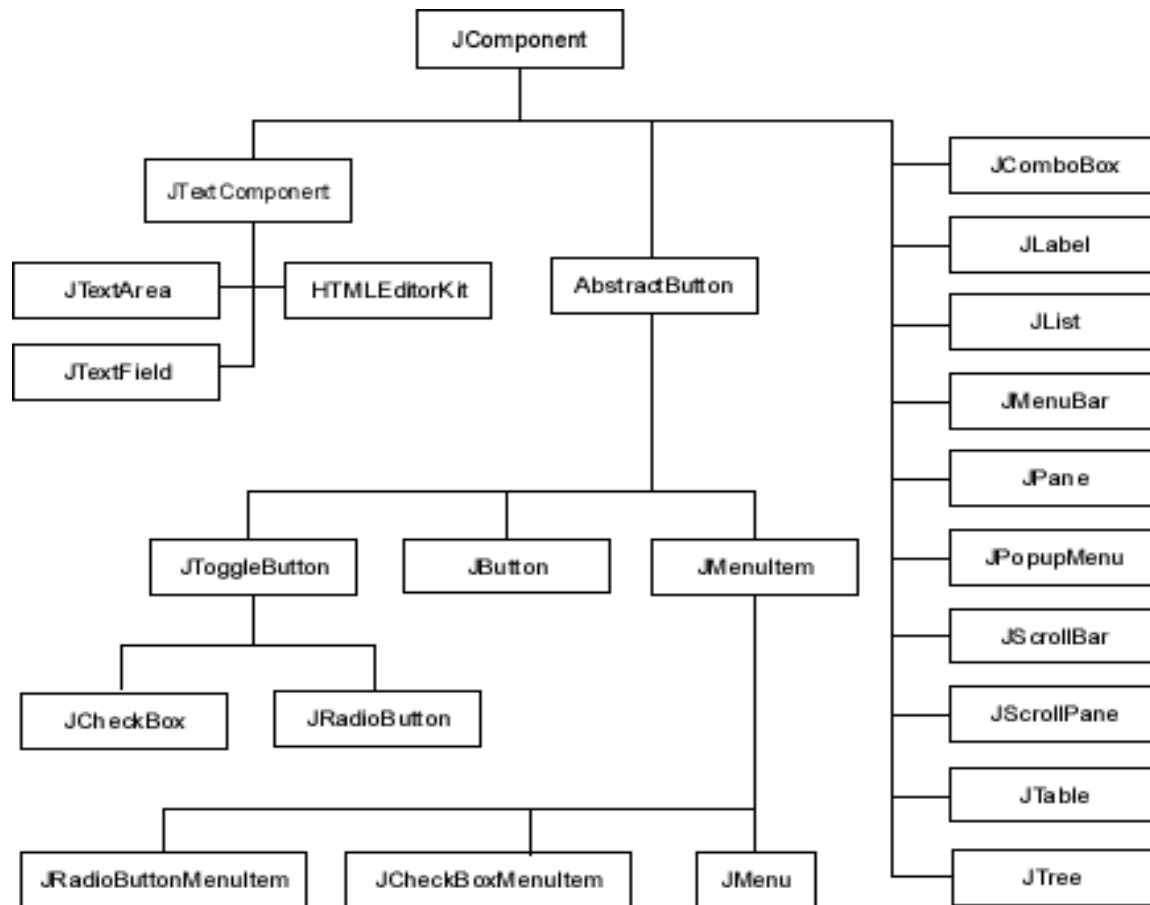 JComponent
JTextComponent
JTextArea
HTMLEditorKit
JTextField
AbstractButton
JToggleButton
JButton
JMenuItem
JCheckBox
JRadioButton
JRadioButtonMenuItem
JCheckBoxMenuItem
JMenu
JComboBox
JLabel
JList
JMenuBar
JPane
JPopupMenu
JScrollBar
JScrollPane
JTable
JTree